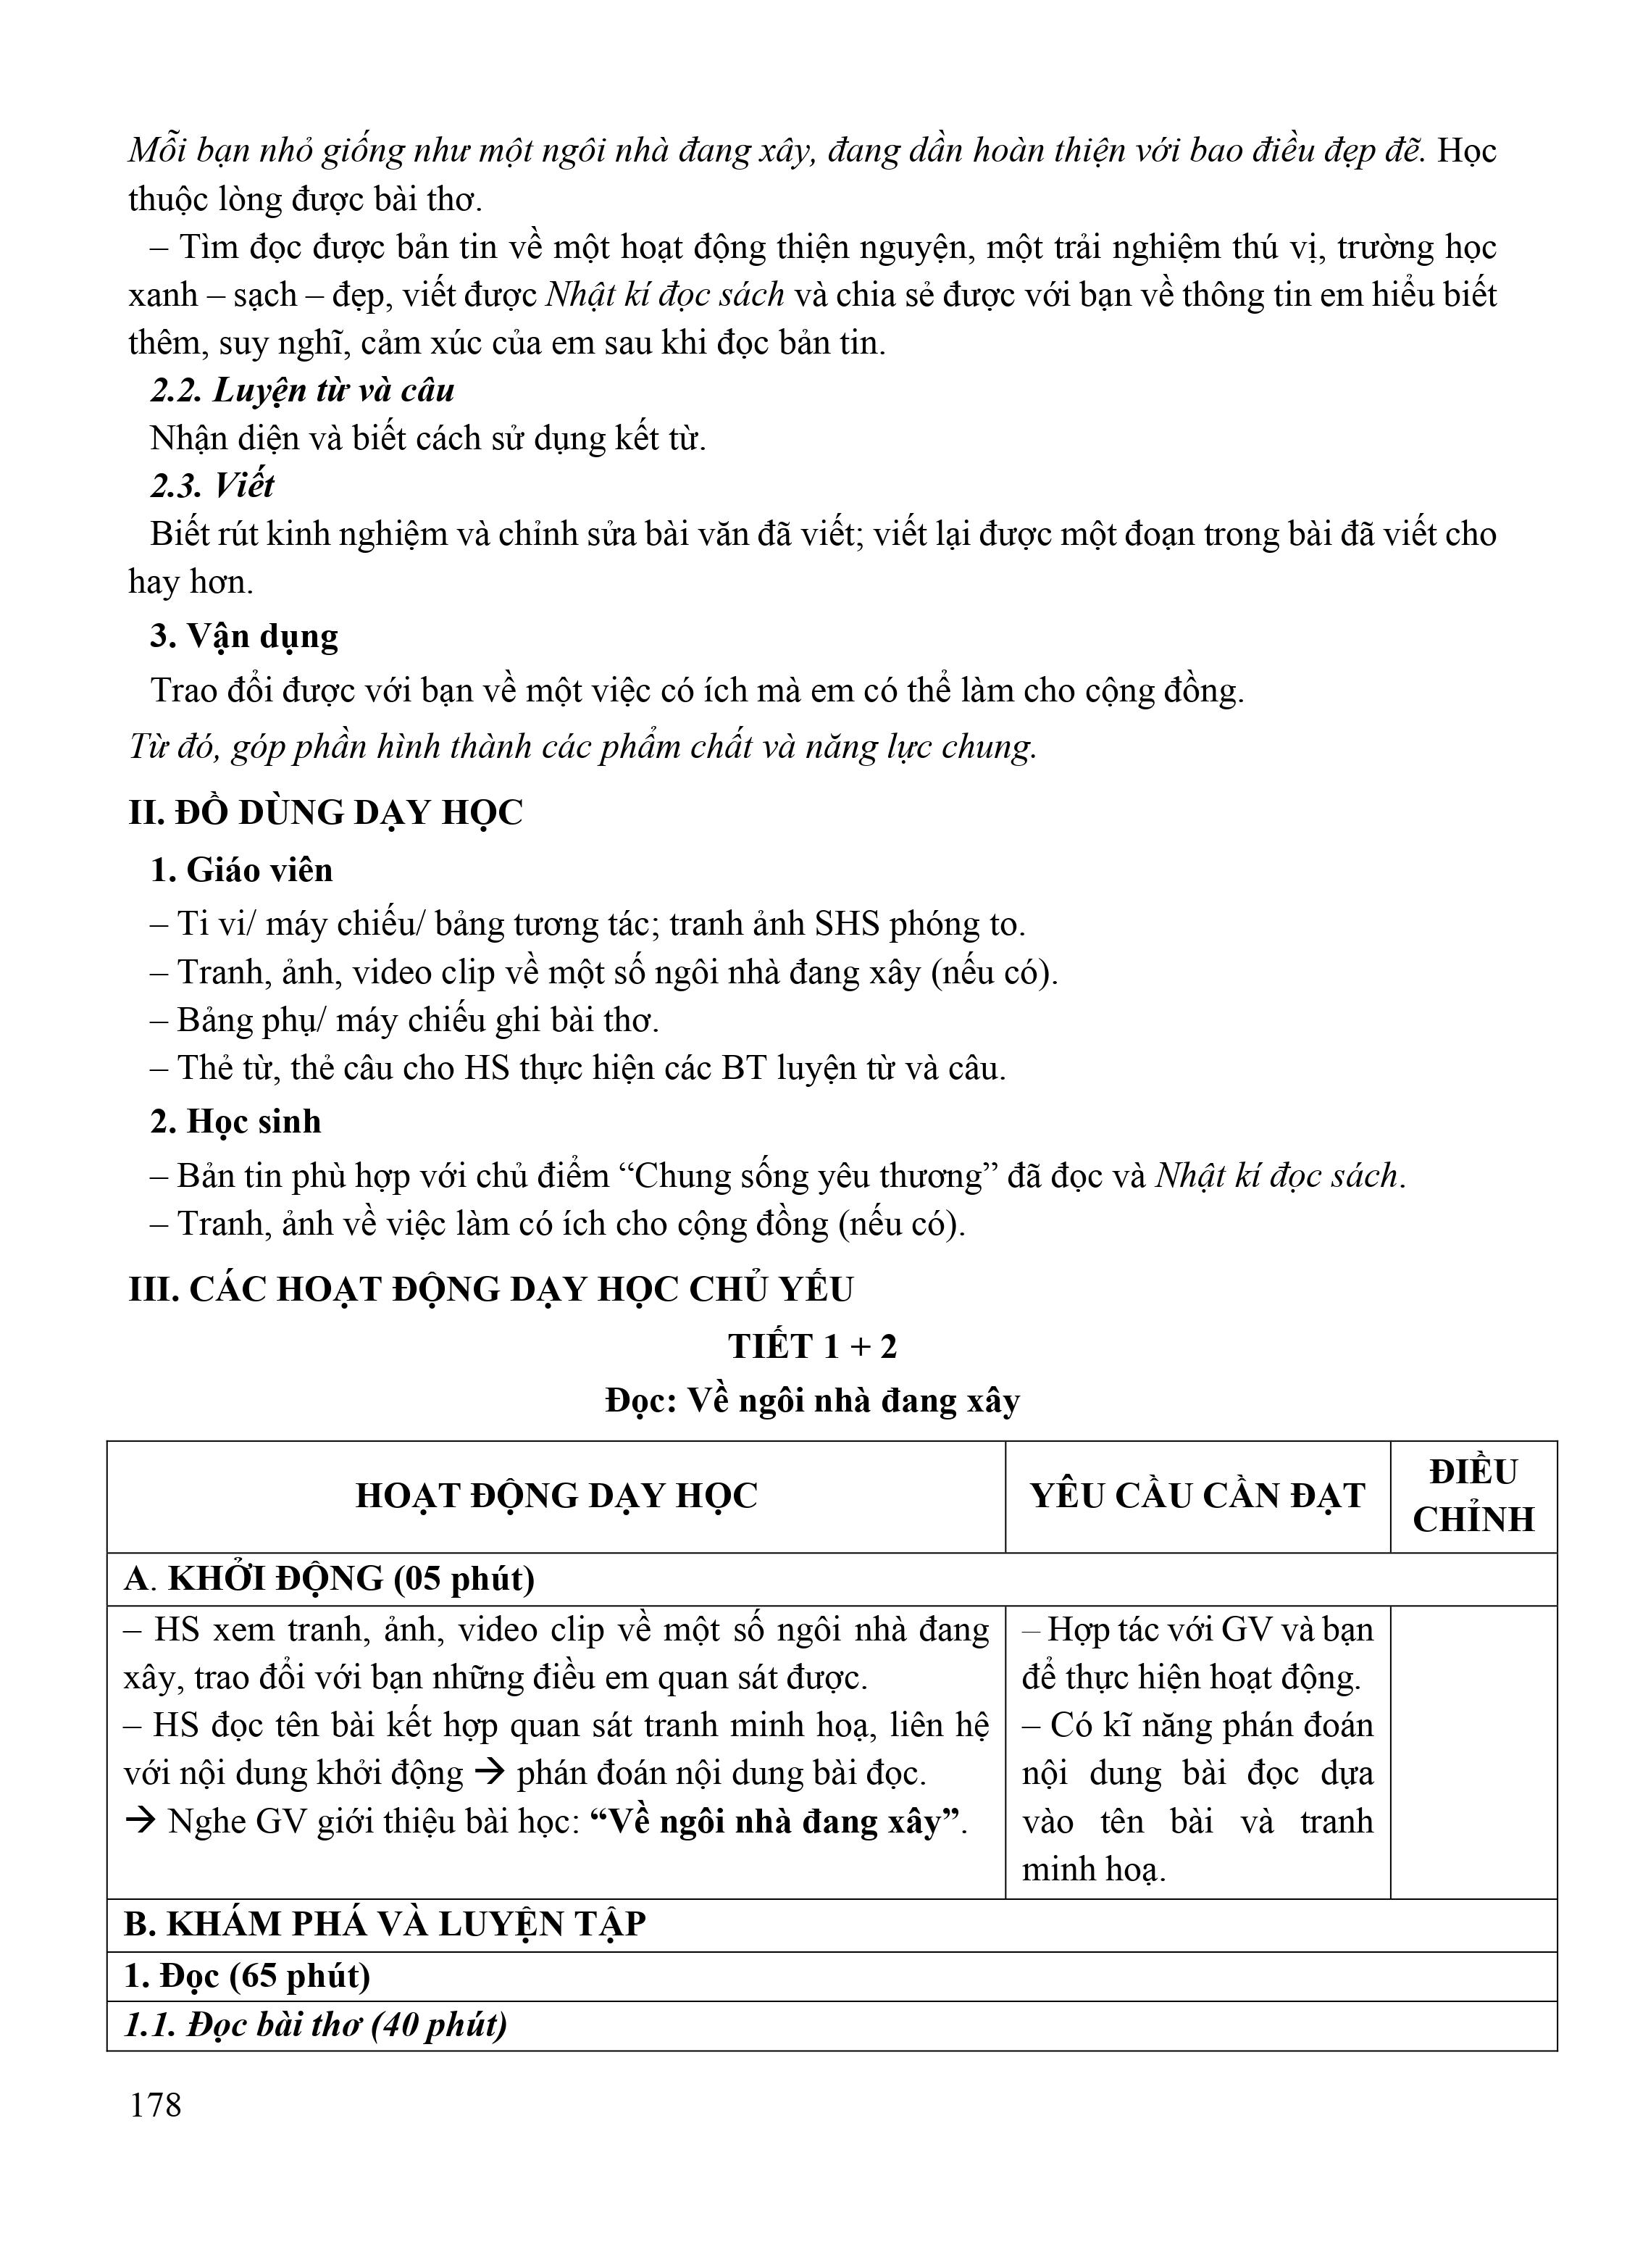 Mỗi bạn nhỏ giống như một ngôi nhà đang xây, đang dần hoàn thiện với bao điều đẹp đẽ. Học
thuộc lòng được bài thơ.
– Tìm đọc được bản tin về một hoạt động thiện nguyện, một trải nghiệm thú vị, trường học
xanh – sạch – đẹp, viết được Nhật kí đọc sách và chia sẻ được với bạn về thông tin em hiểu biết
thêm, suy nghĩ, cảm xúc của em sau khi đọc bản tin.
2.2. Luyện từ và câu
Nhận diện và biết cách sử dụng kết từ.
2.3. Viết
Biết rút kinh nghiệm và chỉnh sửa bài văn đã viết; viết lại được một đoạn trong bài đã viết cho
hay hơn.
3. Vận dụng
Trao đổi được với bạn về một việc có ích mà em có thể làm cho cộng đồng.
Từ đó, góp phần hình thành các phẩm chất và năng lực chung.
II. ĐỒ DÙNG DẠY HỌC
1. Giáo viên
– Ti vi/ máy chiếu/ bảng tương tác; tranh ảnh SHS phóng to.
– Tranh, ảnh, video clip về một số ngôi nhà đang xây (nếu có).
– Bảng phụ/ máy chiếu ghi bài thơ.
– Thẻ từ, thẻ câu cho HS thực hiện các BT luyện từ và câu.
2. Học sinh
– Bản tin phù hợp với chủ điểm “Chung sống yêu thương” đã đọc và Nhật kí đọc sách.
– Tranh, ảnh về việc làm có ích cho cộng đồng (nếu có).
III. CÁC HOẠT ĐỘNG DẠY HỌC CHỦ YẾU
TIẾT 1 + 2
Đọc: Về ngôi nhà đang xây
HOẠT ĐỘNG DẠY HỌC
YÊU CẦU CẦN ĐẠT
ĐIỀU
CHỈNH
A. KHỞI ĐỘNG (05 phút)
– HS xem tranh, ảnh, video clip về một số ngôi nhà đang
xây, trao đổi với bạn những điều em quan sát được.
– HS đọc tên bài kết hợp quan sát tranh minh hoạ, liên hệ
với nội dung khởi động → phán đoán nội dung bài đọc.
→ Nghe GV giới thiệu bài học: “Về ngôi nhà đang xây”.
– Hợp tác với GV và bạn
để thực hiện hoạt động.
– Có kĩ năng phán đoán
nội dung bài đọc dựa
vào tên bài và tranh
minh hoạ.
B. KHÁM PHÁ VÀ LUYỆN TẬP
1. Đọc (65 phút)
1.1. Đọc bài thơ (40 phút)
178